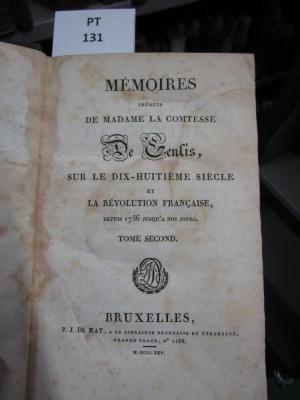 PT
131
MÉMOIRES
INÉDITS
DE MADAME LA COMTESSE
De Genlis,
SUR LE DIX-HUITIÈME SIÈCLE
ET
LA RÉVOLUTION FRANÇAISE,
DEPUIS 1756 JUSQU'A NOS JOURS.
TOME SECOND.
BRUXELLES,
P. J. DE MAT, A LA LIBRAIRIE FRANÇAISE ET ÉTRANGÈRE,
GRANDE PLACE, Nº 1188.
M.DCCC.XXV.